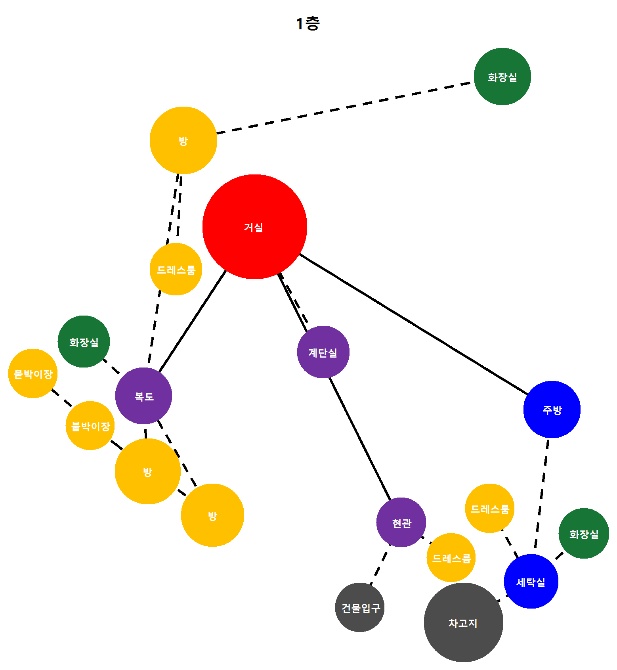 1층
화장실
방
거실
드레스룸
화장실
계단실
붙박이장
복도
주방
붙박이장
방
드레스룸
방
현관
화장실
드레스룸
세탁실
건물입구
차고지